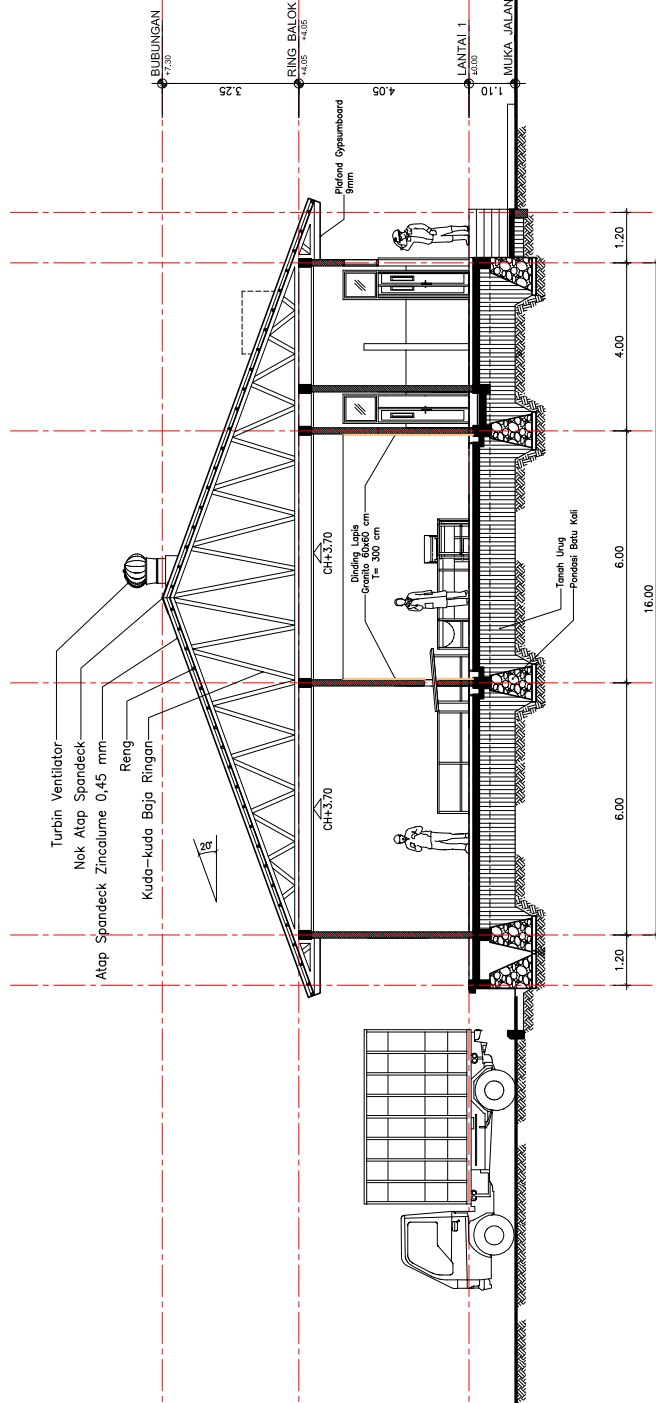 BUBUNGAN
+7.30
RING BALOK
+4.05
+4.05
LANTAI 1
±0.00
MUKA JALAN
3.25
4.05
1.10
Plafond Gypsumboard
9mm
Turbin Ventilator
Nok Atap Spandeck
Atap Spandeck Zincalume 0,45 mm
Reng
Kuda-kuda Baja Ringan
20°
CH+3.70
CH+3.70
Dinding Lapis
Granito 60x60 cm
T= 300 cm
Tanah Urug
Pondasi Batu Kali
1.20
6.00
6.00
4.00
1.20
16.00